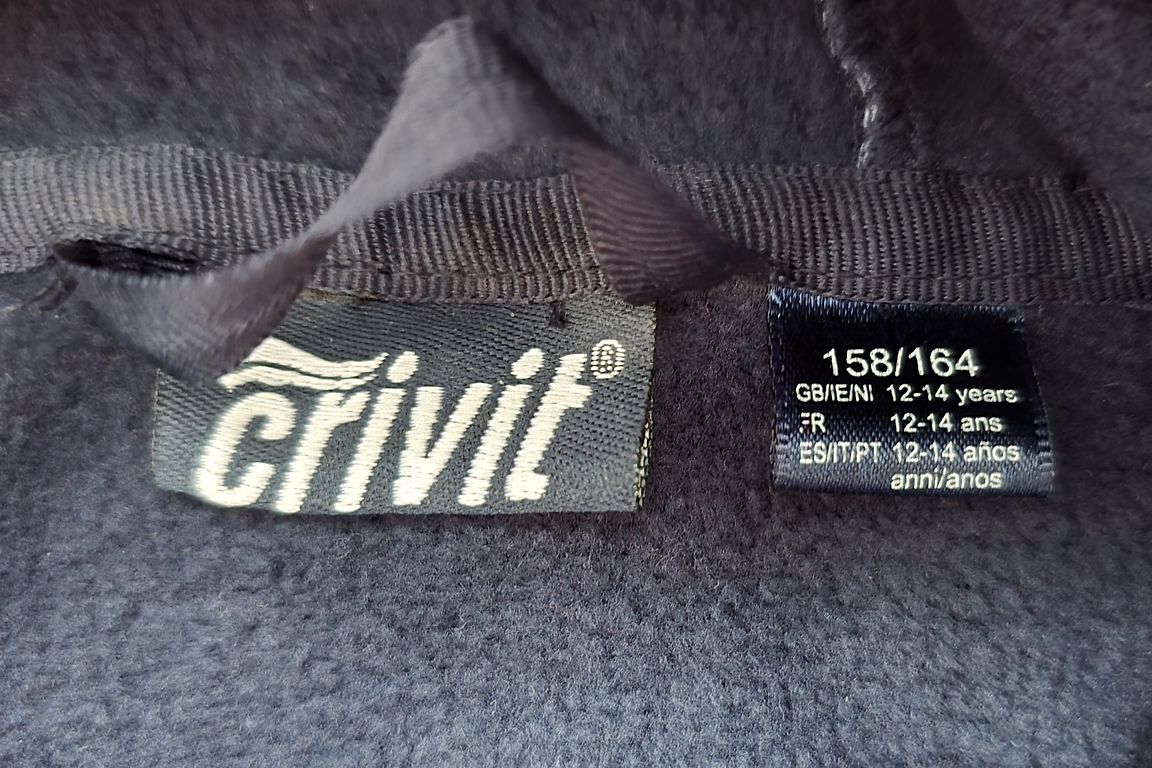 crivit®
158/164
GB/IE/NI 12-14 years
FR 12-14 ans
ES/IT/PT 12-14 años
anni/anos